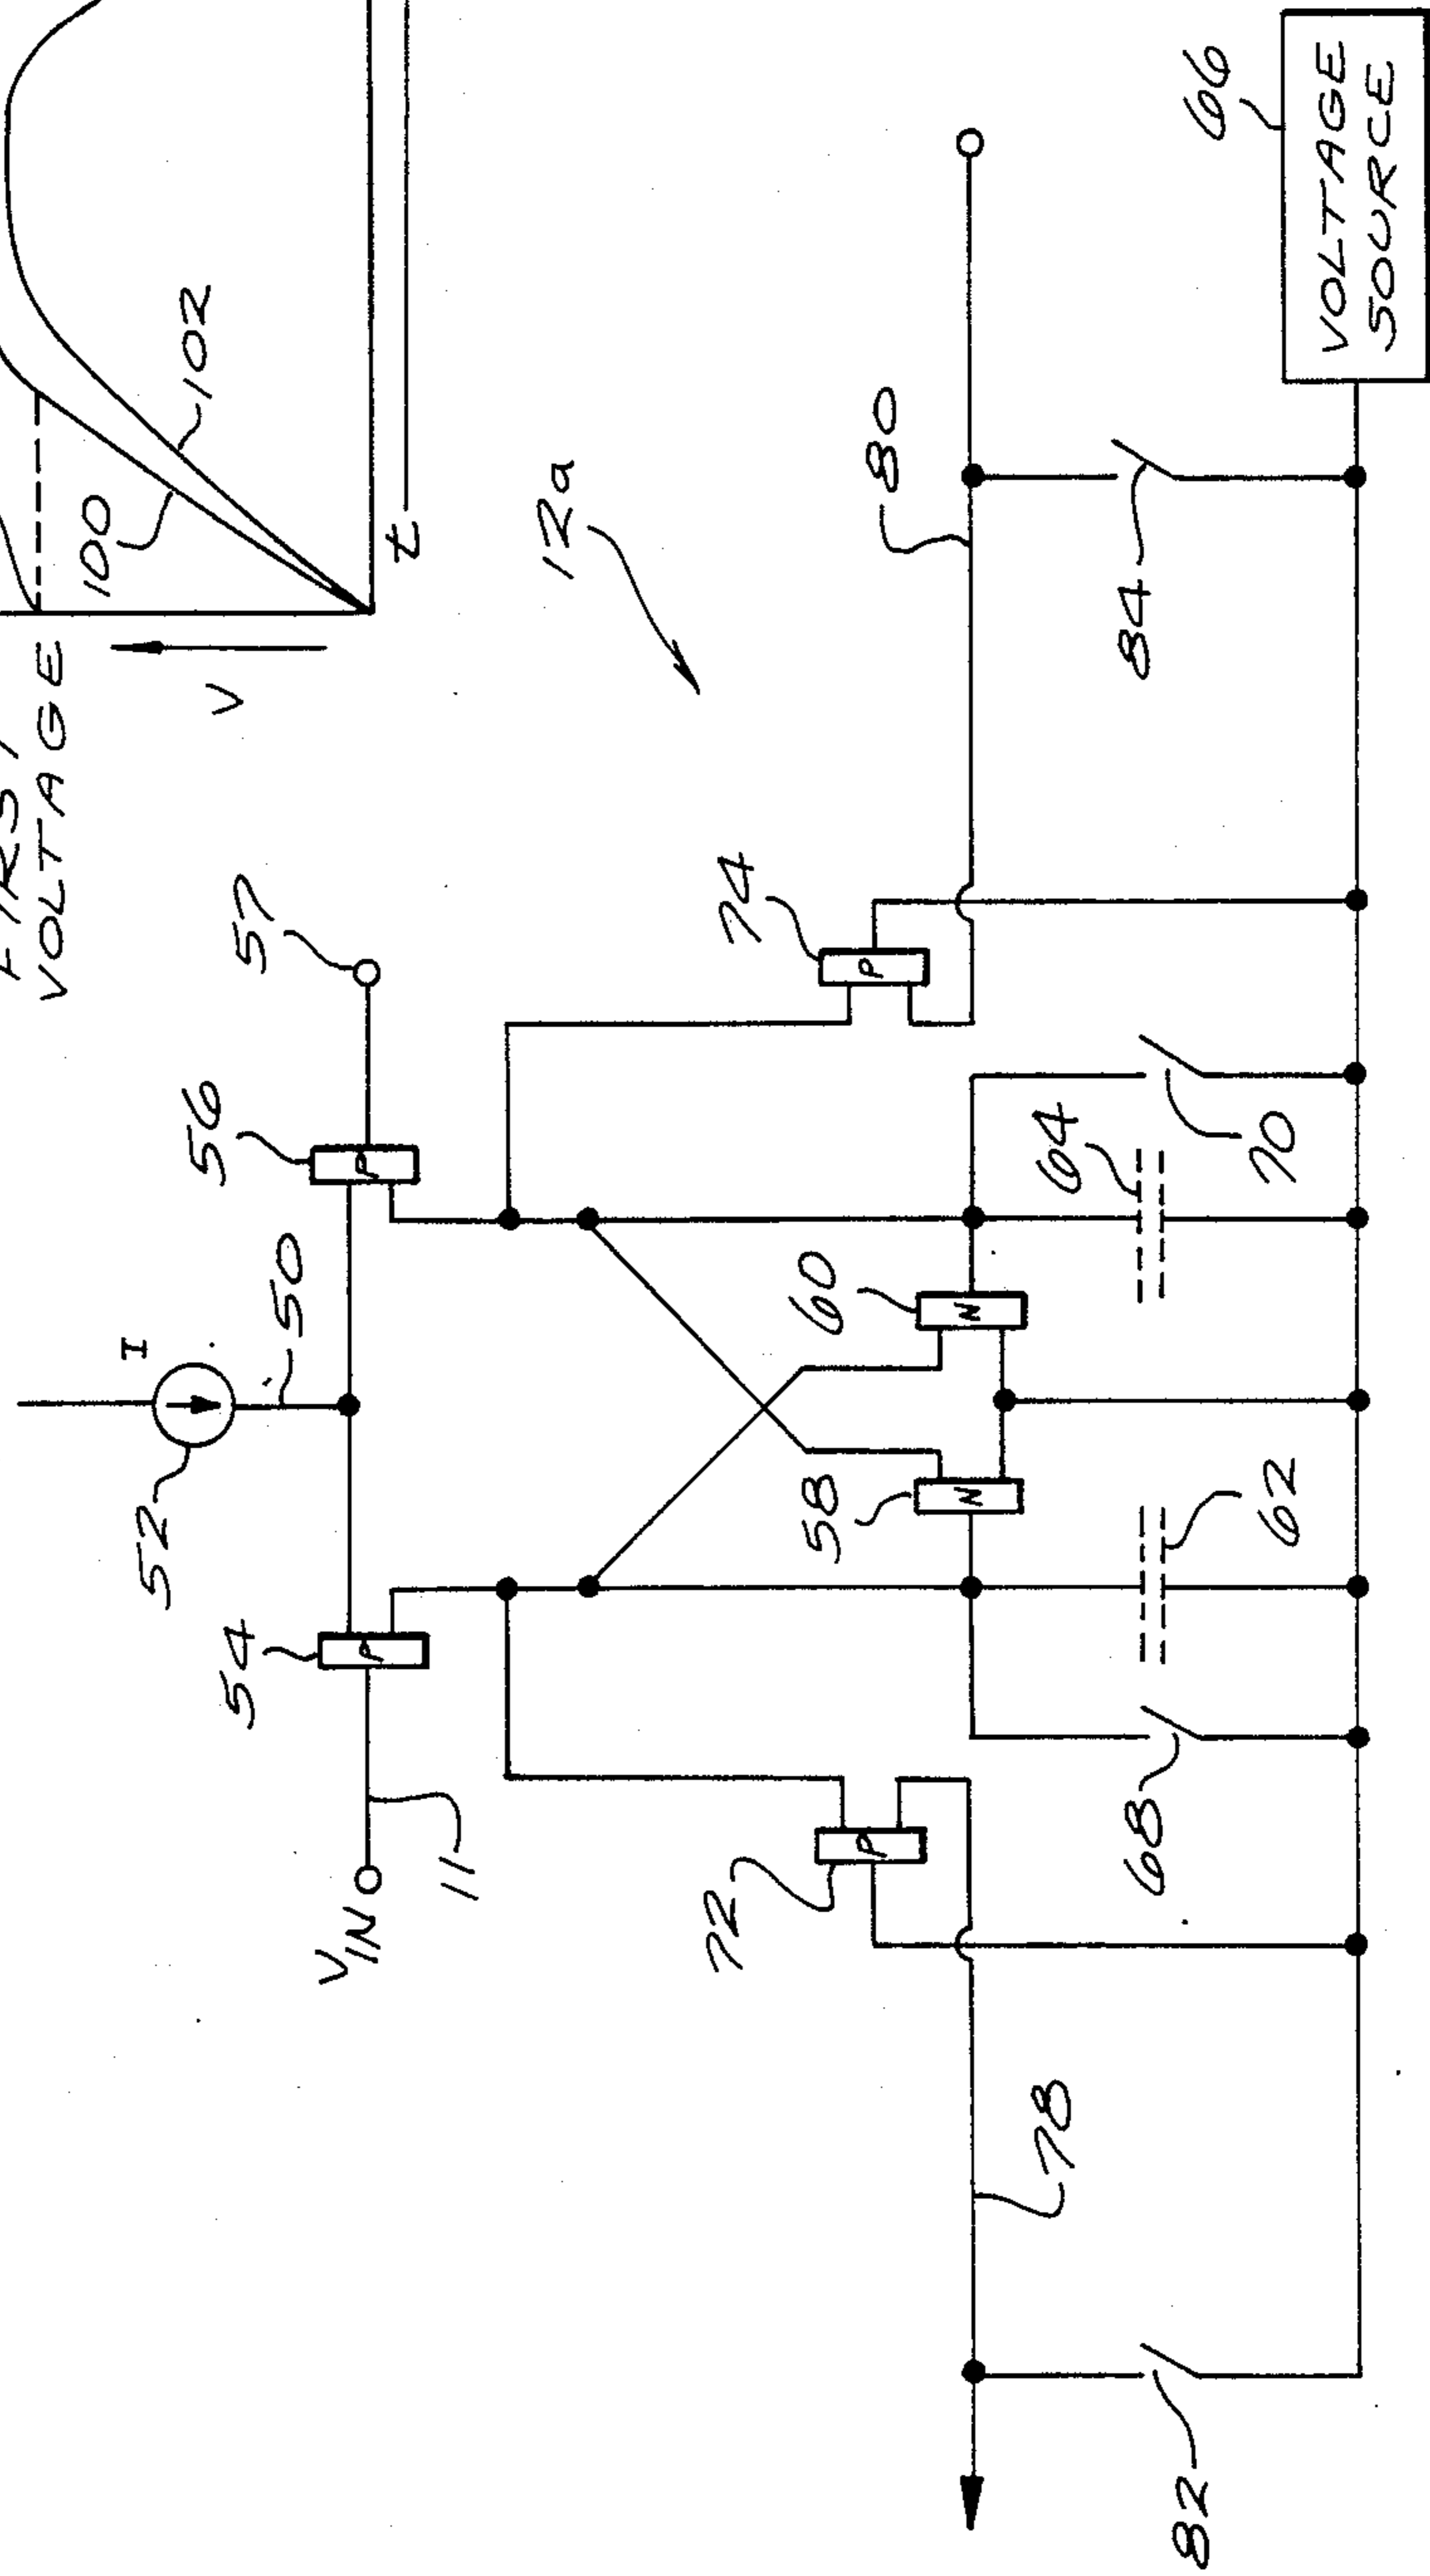 FIRST
VOLTAGE
100
I
52
102
V
56
54
57
50
P
P
VIN
t
11
12a
72
74
58
60
P
P
80
N
N
78
64
84
68
82
66
62
70
VOLTAGE
SOURCE